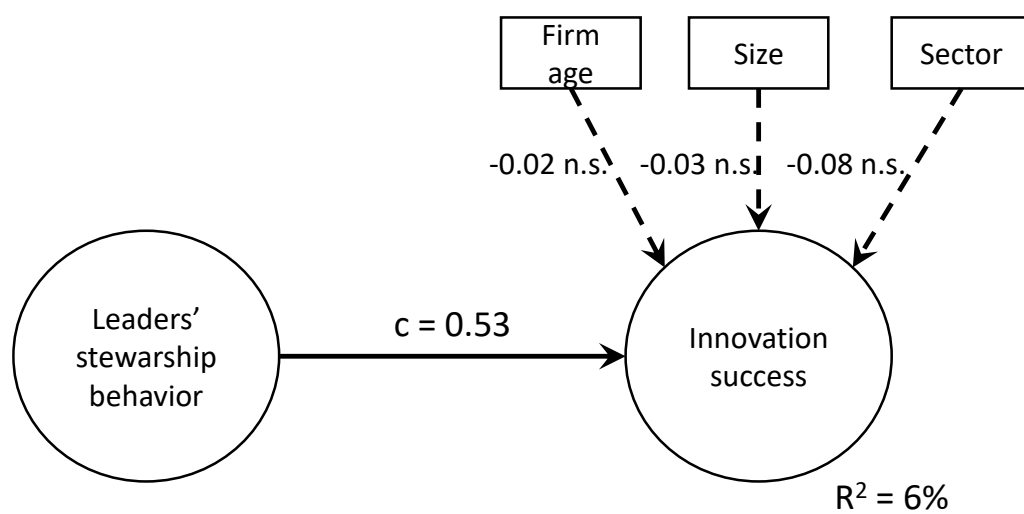 Firm
age
Size
Sector
-0.02 n.s.
-0.03 n.s.
-0.08 n.s.
Leaders’
stewarship
behavior
c = 0.53
Innovation
success
R² = 6%